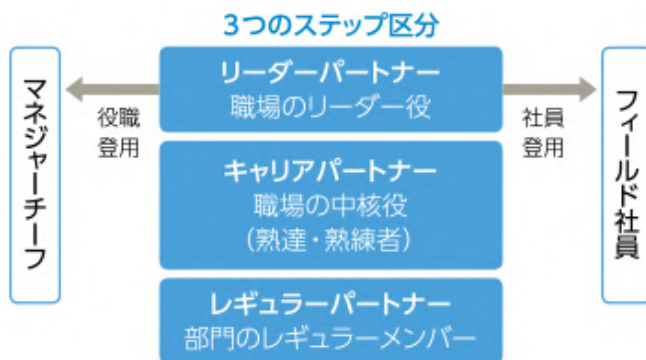 3つのステップ区分
マネジャーチーフ
役職
登用
リーダーパートナー
職場のリーダー役
キャリアパートナー
職場の中核役
(熟達・熟練者)
レギュラーパートナー
部門のレギュラーメンバー
社員
登用
フィールド社員